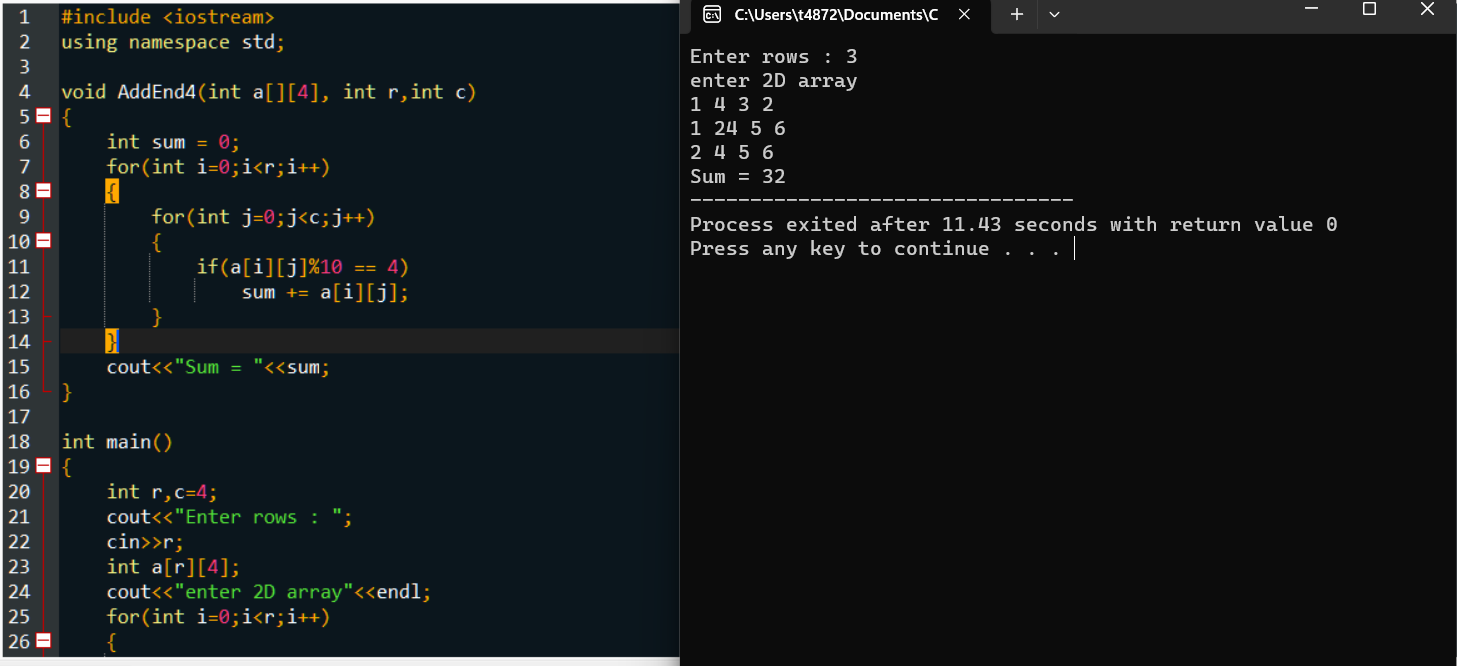 1 #include <iostream>
2 using namespace std;
3
4 void AddEnd4(int a[][4], int r,int c)
5 {
6 int sum = 0;
7 for(int i=0;i<r;i++)
8 {
9 for(int j=0;j<c;j++)
10 {
11 if(a[i][j]%10 == 4)
12 sum += a[i][j];
13 }
14 }
15 cout<<"Sum = "<<sum;
16 }
17
18 int main()
19 {
20 int r,c=4;
21 cout<<"Enter rows : ";
22 cin>>r;
23 int a[r][4];
24 cout<<"enter 2D array"<<endl;
25 for(int i=0;i<r;i++)
26 {
C:\Users\t4872\Documents\C
Enter rows : 3
enter 2D array
1 4 3 2
1 24 5 6
2 4 5 6
Sum = 32
--------------------------------
Process exited after 11.43 seconds with return value 0
Press any key to continue . . .